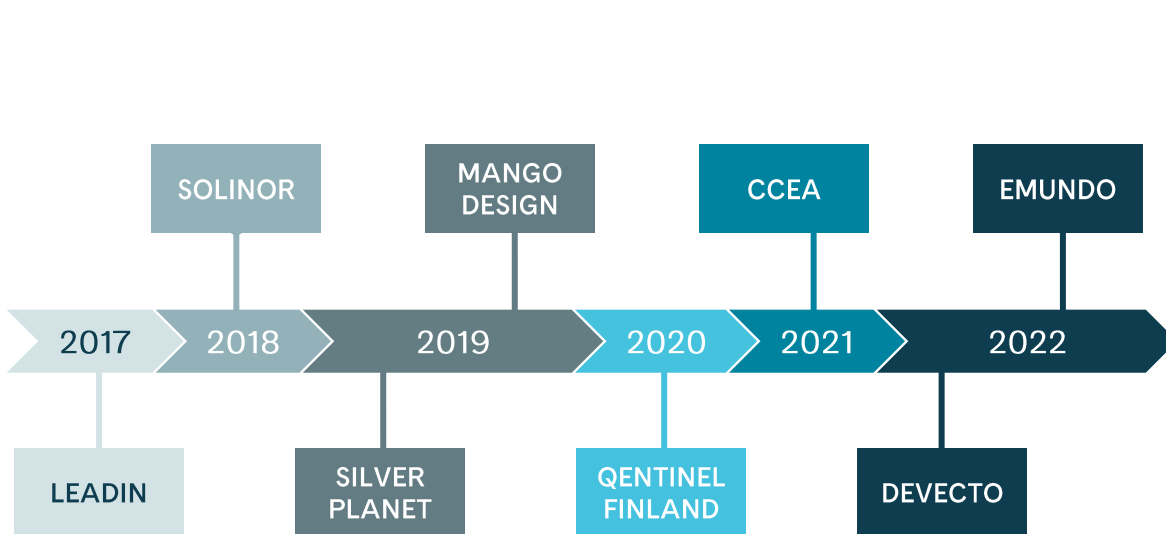 SOLINOR
MANGO
DESIGN
CCEA
EMUNDO
2017
2018
2019
2020
2021
2022
LEADIN
SILVER
PLANET
QENTINEL
FINLAND
DEVECTO